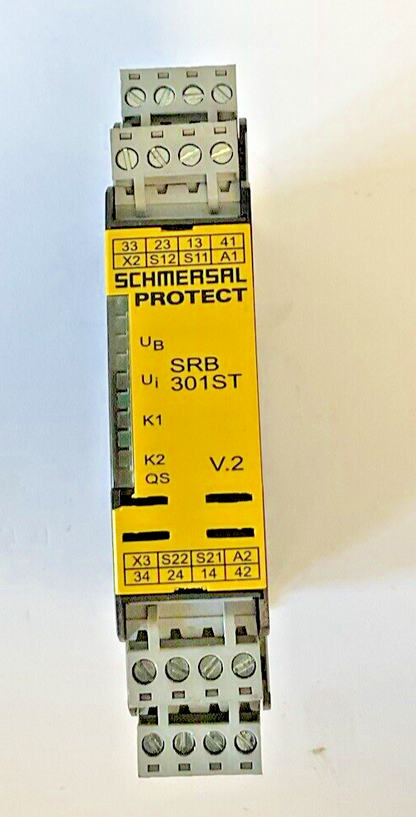 33 23 13 41
X2 S12 S11 A1
SCHMERSAL
PROTECT
UB
SRB
Ui 301ST
K1
K2
V.2
QS
X3 S22 S21 A2
34 24 14 42